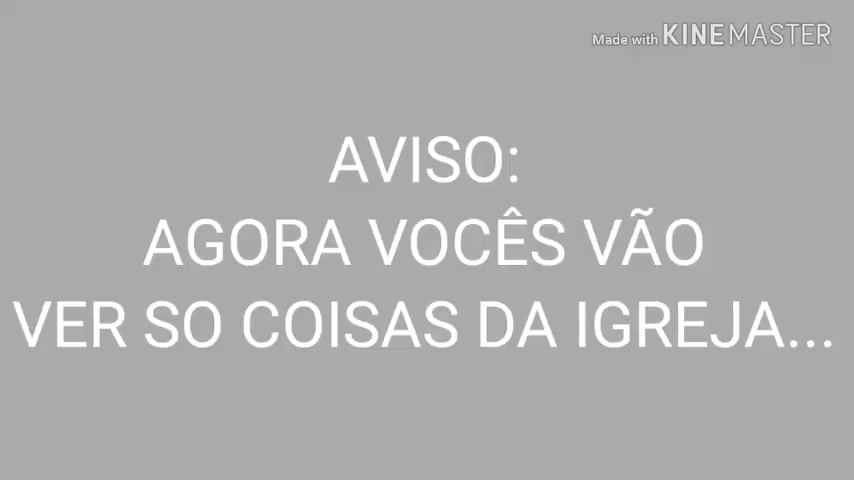 Made with KINEMASTER
AVISO:
AGORA VOCÊS VÃO
VER SO COISAS DA IGREJA...